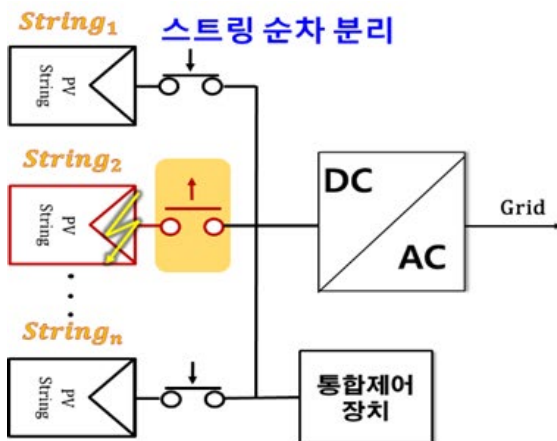 String₁
스트링 순차 분리
PV
String
String₂
PV
String
DC
AC
Grid
Stringₙ
PV
String
통합제어
장치